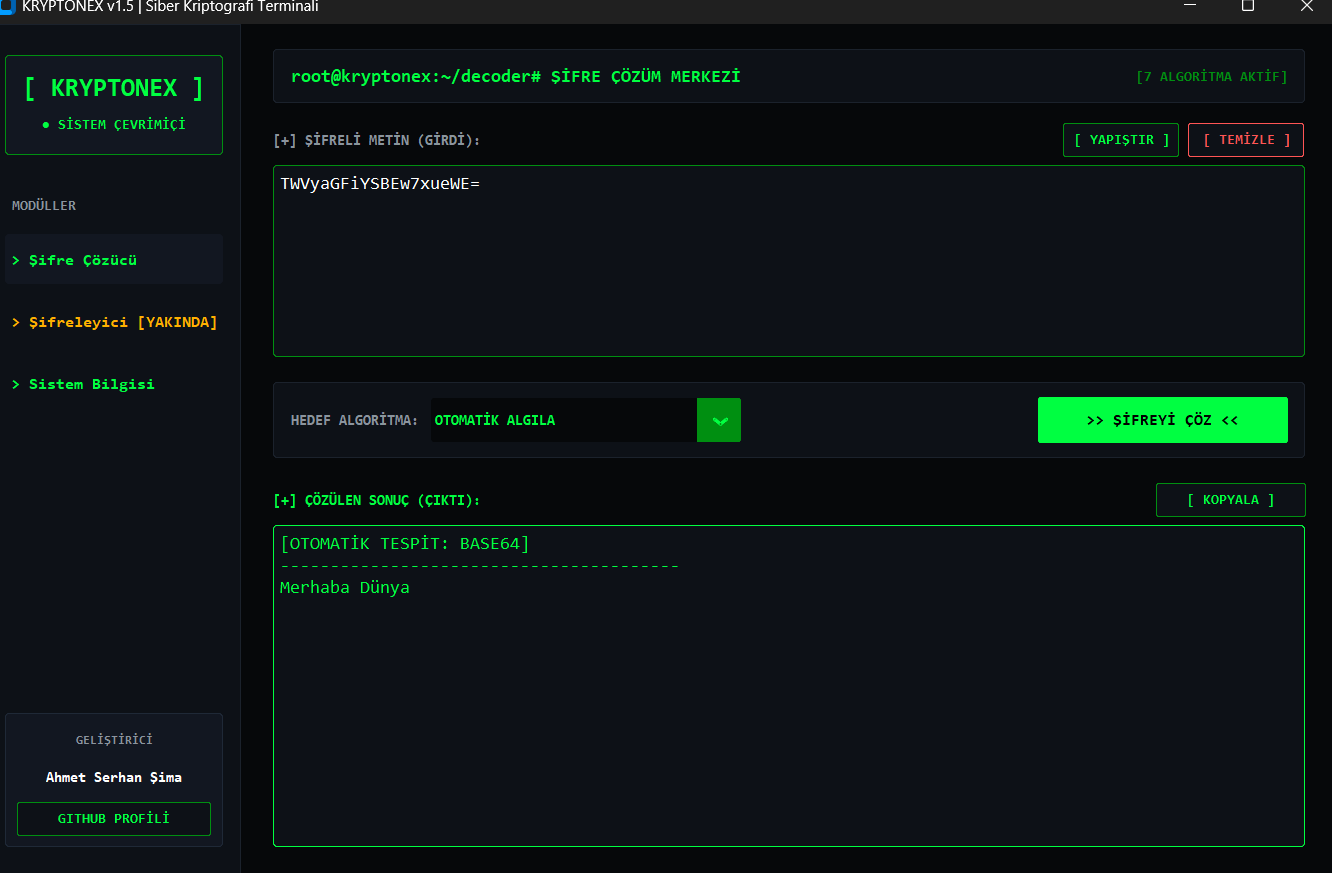 KRYPTONEX v1.5 | Siber Kriptografi Terminali
[ KRYPTONEX ]
● SİSTEM ÇEVRİMİÇİ
MODÜLLER
> Şifre Çözücü
> Şifreleyici [YAKINDA]
> Sistem Bilgisi
GELİŞTİRİCİ
Ahmet Serhan Şima
GITHUB PROFİLİ
root@kryptonex:~/decoder# ŞİFRE ÇÖZÜM MERKEZİ
[7 ALGORİTMA AKTİF]
[+] ŞİFRELİ METİN (GİRDİ):
[ YAPIŞTIR ]
[ TEMİZLE ]
TWVyaGFiYSBEw7xueWE=
HEDEF ALGORİTMA:
OTOMATİK ALGILA
>> ŞİFREYİ ÇÖZ <<
[+] ÇÖZÜLEN SONUÇ (ÇIKTI):
[ KOPYALA ]
[OTOMATİK TESPİT: BASE64]
----------------------------------------
Merhaba Dünya